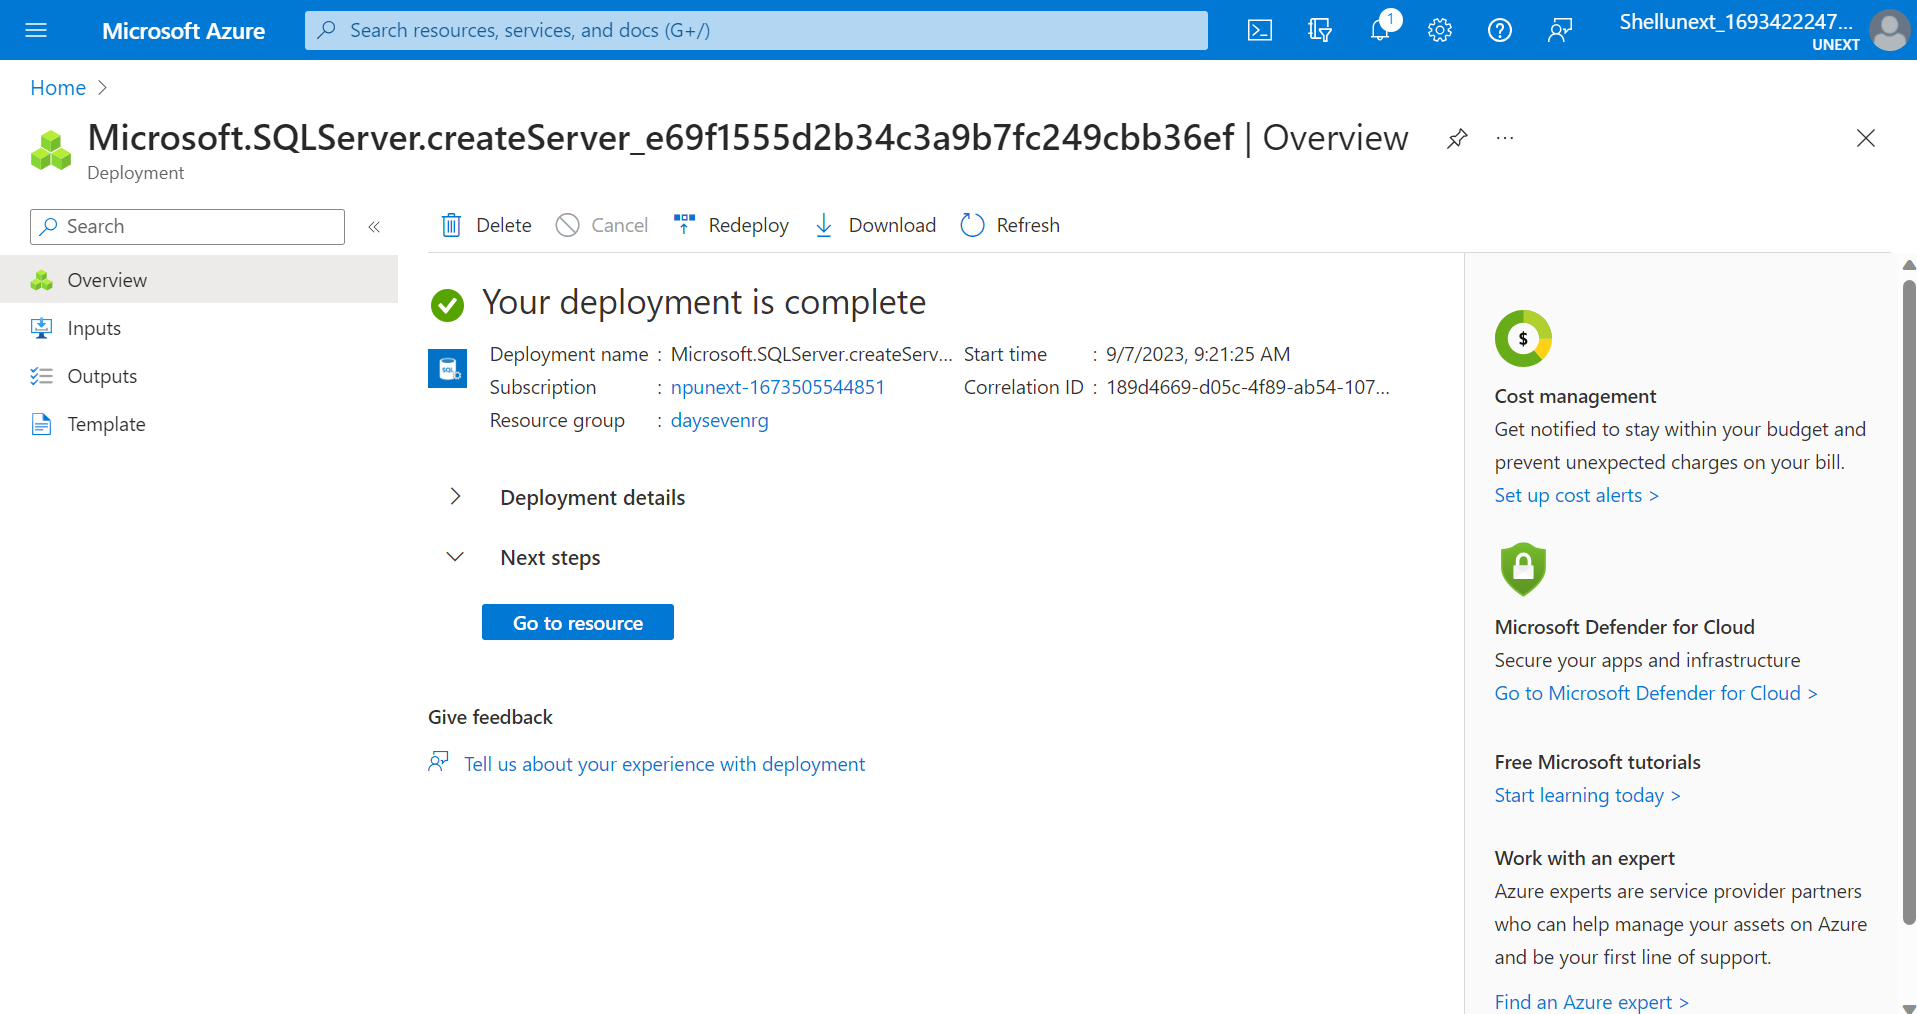 Microsoft Azure
Search resources, services, and docs (G+/)
1
Shellunext_1693422247...
UNEXT
Home
Microsoft.SQLServer.createServer_e69f1555d2b34c3a9b7fc249cbb36ef | Overview
Deployment
Search
Delete
Cancel
Redeploy
Download
Refresh
Overview
Inputs
Outputs
Template
Your deployment is complete
SQL
Deployment name : Microsoft.SQLServer.createServ...
Subscription : npunext-1673505544851
Resource group : daysevenrg
Start time : 9/7/2023, 9:21:25 AM
Correlation ID : 189d4669-d05c-4f89-ab54-107...
Deployment details
Next steps
Go to resource
Give feedback
Tell us about your experience with deployment
$
Cost management
Get notified to stay within your budget and
prevent unexpected charges on your bill.
Set up cost alerts >
Microsoft Defender for Cloud
Secure your apps and infrastructure
Go to Microsoft Defender for Cloud >
Free Microsoft tutorials
Start learning today >
Work with an expert
Azure experts are service provider partners
who can help manage your assets on Azure
and be your first line of support.
Find an Azure expert >